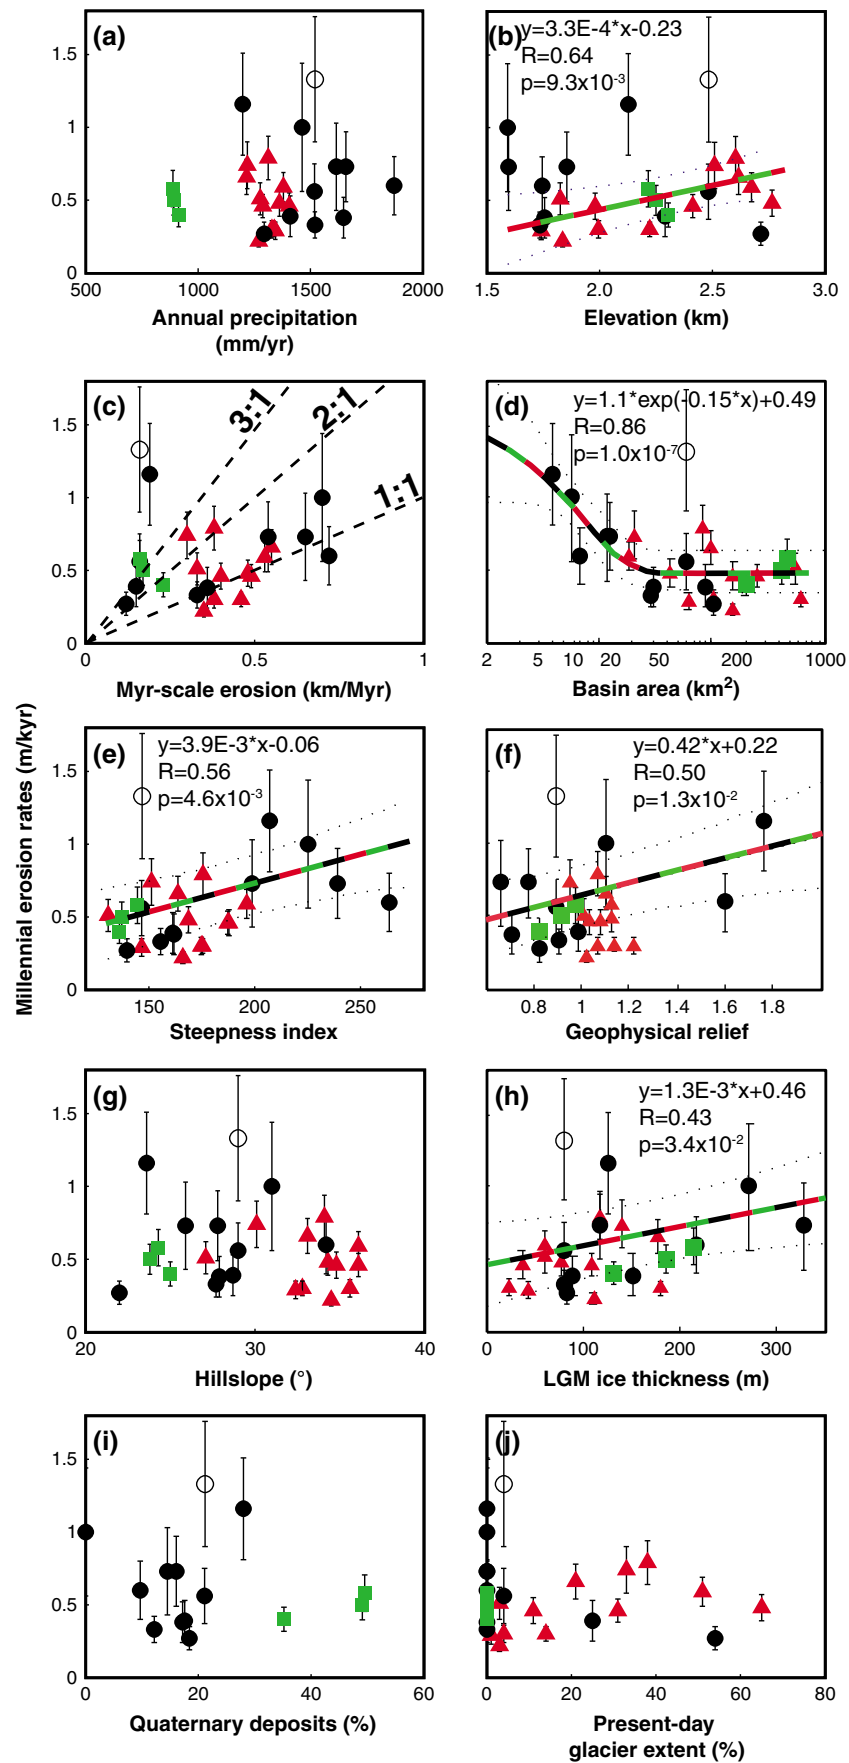 Millennial erosion rates (m/kyr)
(a)
1.5
1
0.5
0
500 1000 1500 2000
Annual precipitation
(mm/yr)
(b)
y=3.3E-4*x-0.23
R=0.64
p=9.3x10-3
1.5 2.0 2.5 3.0
Elevation (km)
(c)
3:1
2:1
1:1
1.5
1
0.5
0
0 0.5 1
Myr-scale erosion (km/Myr)
(d)
y=1.1*exp(-0.15*x)+0.49
R=0.86
p=1.0x10-7
2 5 10 20 50 200 1000
Basin area (km2)
(e)
y=3.9E-3*x-0.06
R=0.56
p=4.6x10-3
1.5
1
0.5
0
150 200 250
Steepness index
(f)
y=0.42*x+0.22
R=0.50
p=1.3x10-2
0.8 1 1.2 1.4 1.6 1.8
Geophysical relief
(g)
1.5
1
0.5
0
20 30 40
Hillslope (°)
(h)
y=1.3E-3*x+0.46
R=0.43
p=3.4x10-2
0 100 200 300
LGM ice thickness (m)
(i)
1.5
1
0.5
0
0 20 40 60
Quaternary deposits (%)
(j)
0 20 40 60 80
Present-day
glacier extent (%)